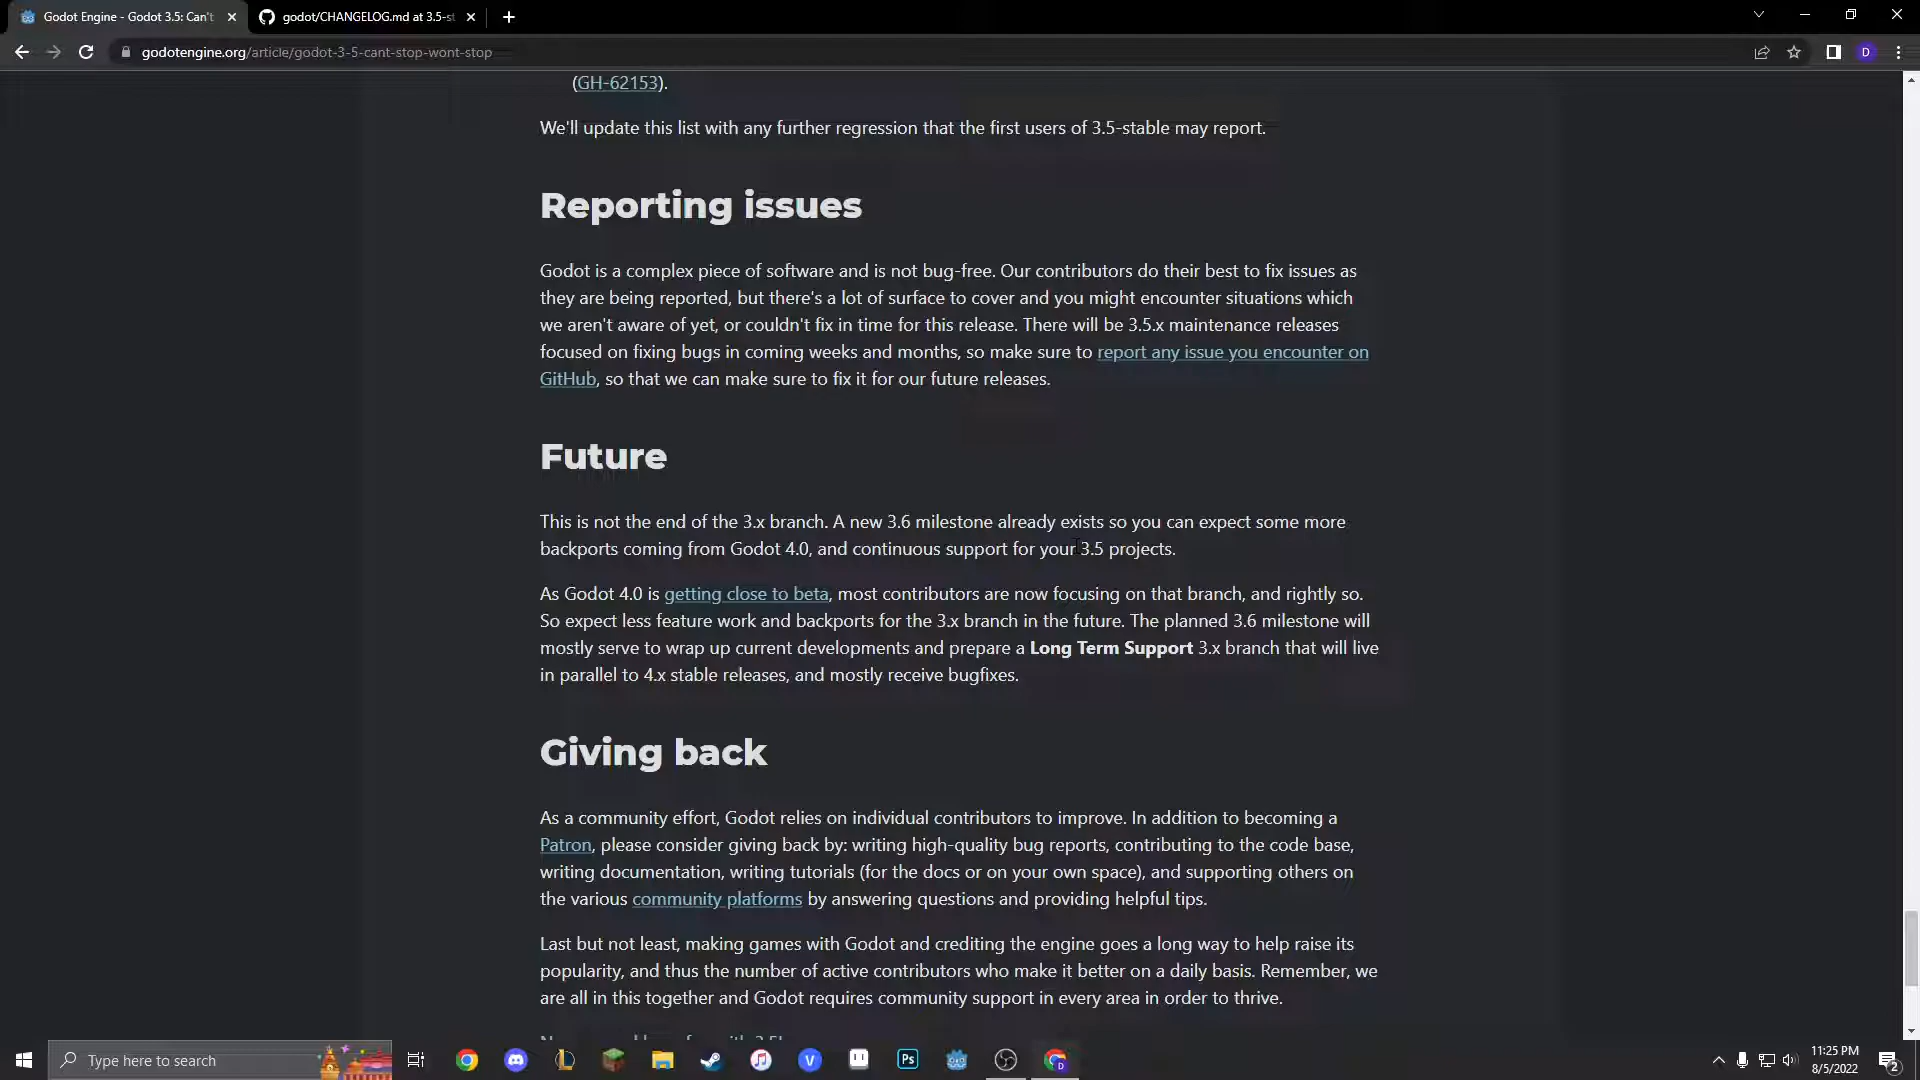 Godot Engine - Godot 3.5: Can't
godot/CHANGELOG.md at 3.5-st
godotengine.org/article/godot-3-5-cant-stop-wont-stop
D
(GH-62153).
We'll update this list with any further regression that the first users of 3.5-stable may report.
Reporting issues
Godot is a complex piece of software and is not bug-free. Our contributors do their best to fix issues as
they are being reported, but there's a lot of surface to cover and you might encounter situations which
we aren't aware of yet, or couldn't fix in time for this release. There will be 3.5.x maintenance releases
focused on fixing bugs in coming weeks and months, so make sure to report any issue you encounter on
GitHub, so that we can make sure to fix it for our future releases.
Future
This is not the end of the 3.x branch. A new 3.6 milestone already exists so you can expect some more
backports coming from Godot 4.0, and continuous support for your 3.5 projects.
As Godot 4.0 is getting close to beta, most contributors are now focusing on that branch, and rightly so.
So expect less feature work and backports for the 3.x branch in the future. The planned 3.6 milestone will
mostly serve to wrap up current developments and prepare a Long Term Support 3.x branch that will live
in parallel to 4.x stable releases, and mostly receive bugfixes.
Giving back
As a community effort, Godot relies on individual contributors to improve. In addition to becoming a
Patron, please consider giving back by: writing high-quality bug reports, contributing to the code base,
writing documentation, writing tutorials (for the docs or on your own space), and supporting others on
the various community platforms by answering questions and providing helpful tips.
Last but not least, making games with Godot and crediting the engine goes a long way to help raise its
popularity, and thus the number of active contributors who make it better on a daily basis. Remember, we
are all in this together and Godot requires community support in every area in order to thrive.
Type here to search
V
Ps
D
11:25 PM
8/5/2022
2